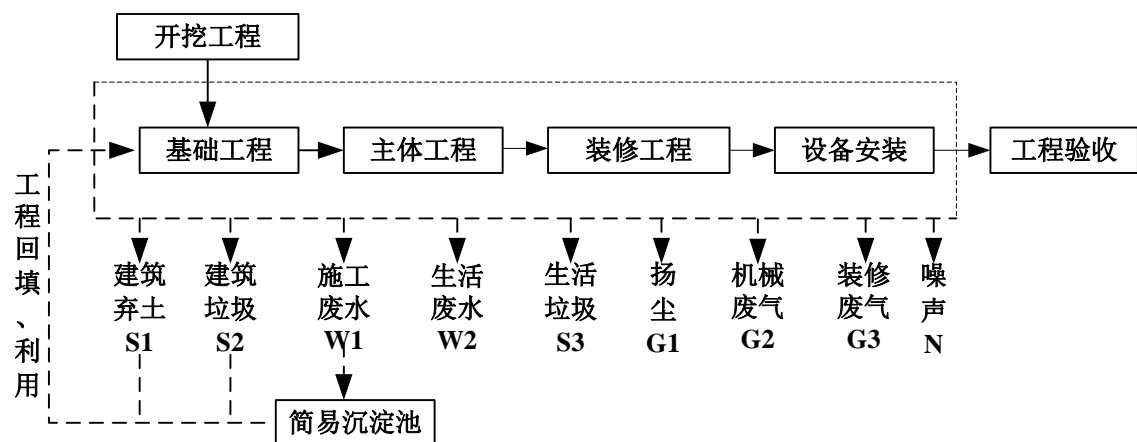 开挖工程
基础工程
主体工程
装修工程
设备安装
工程验收
工程回填、利用
建筑
弃土
S1
建筑
垃圾
S2
施工
废水
W1
生活
废水
W2
生活
垃圾
S3
扬
尘
G1
机械
废气
G2
装修
废气
G3
噪
声
N
简易沉淀池